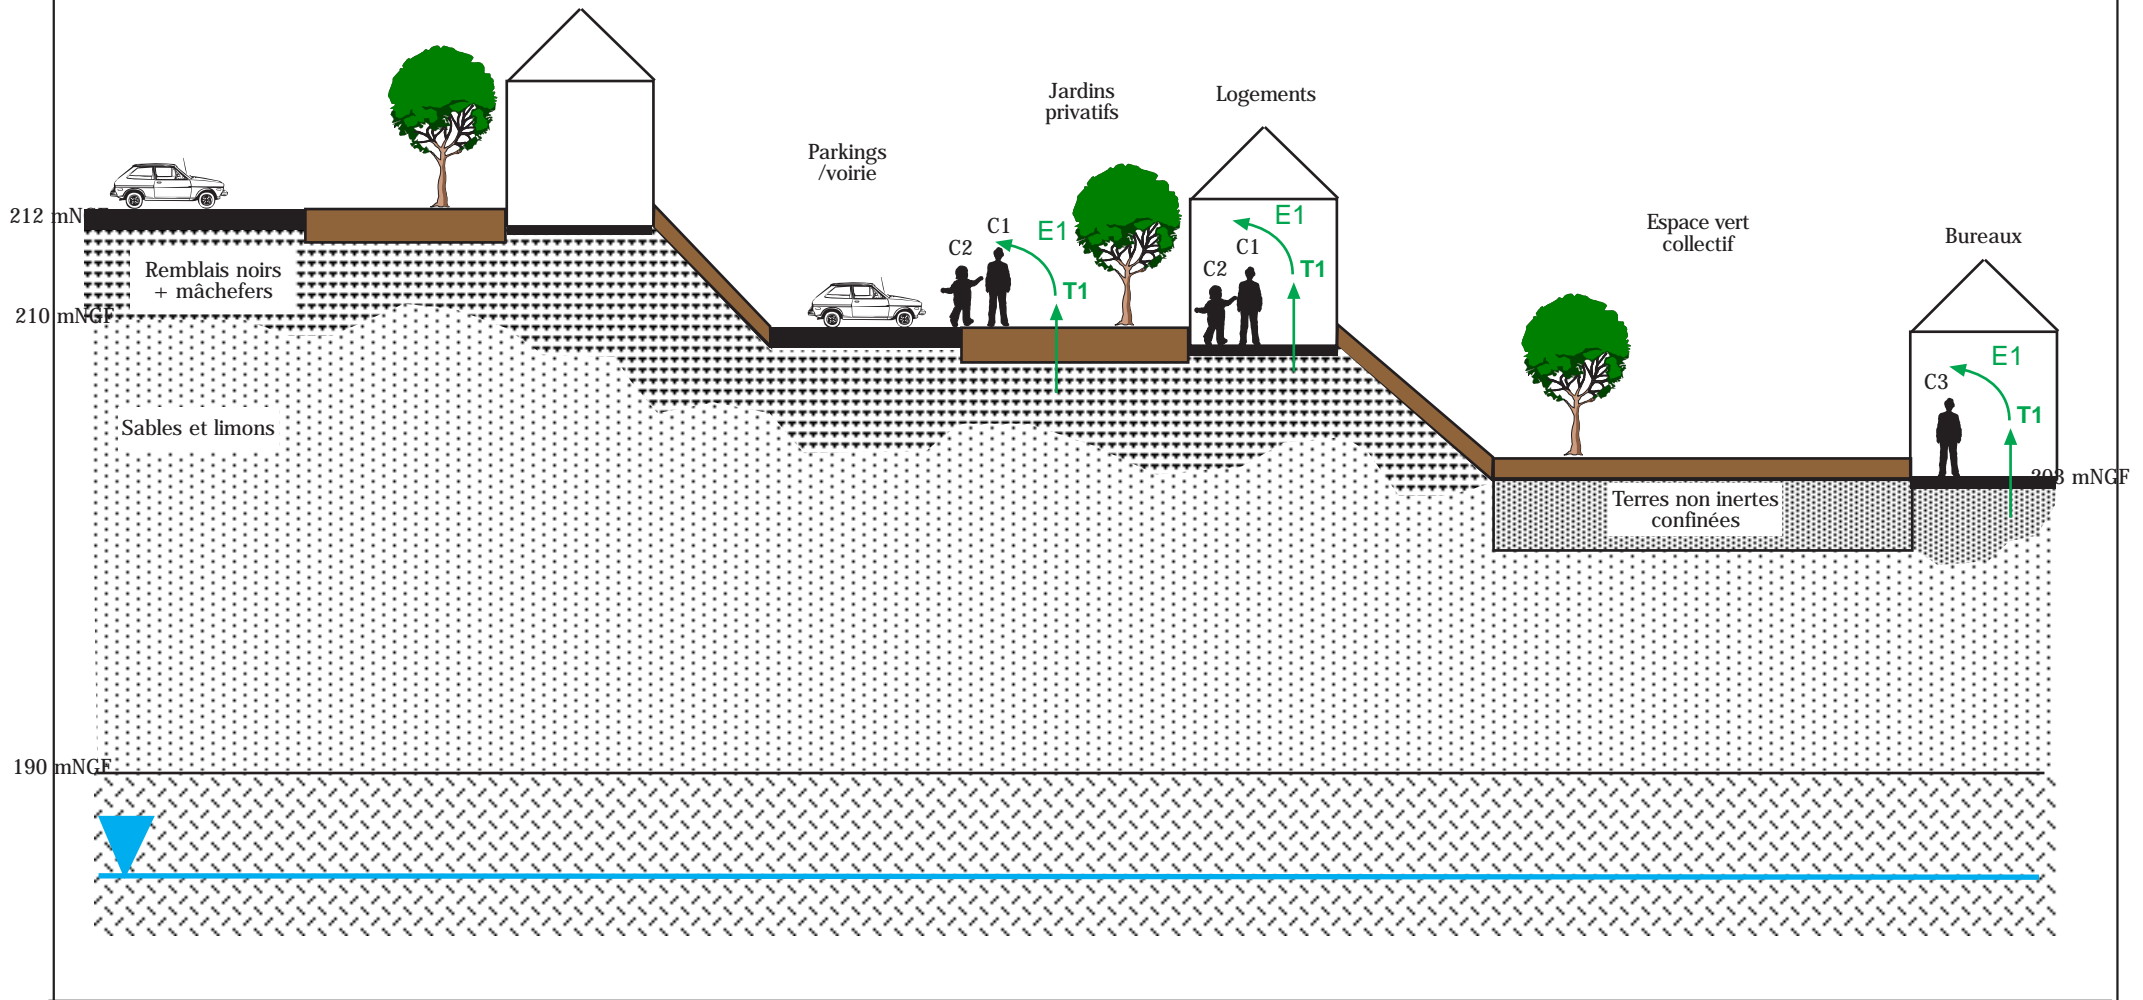 Jardins
privatifs
Logements
Parkings
/voirie
212 mNGF
Espace vert
collectif
Bureaux
C1
E1
C2
T1
E1
C1
C2
T1
Remblais noirs
+ mâchefers
210 mNGF
E1
C3
T1
Sables et limons
203 mNGF
Terres non inertes
confinées
190 mNGF